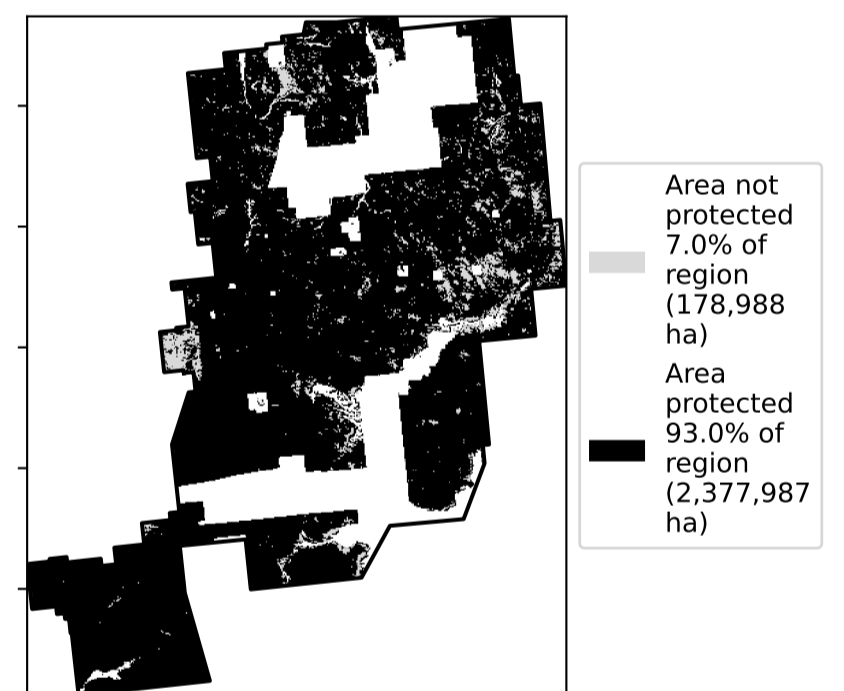 Area not
protected
7.0% of
region
(178,988
ha)
Area
protected
93.0% of
region
(2,377,987
ha)